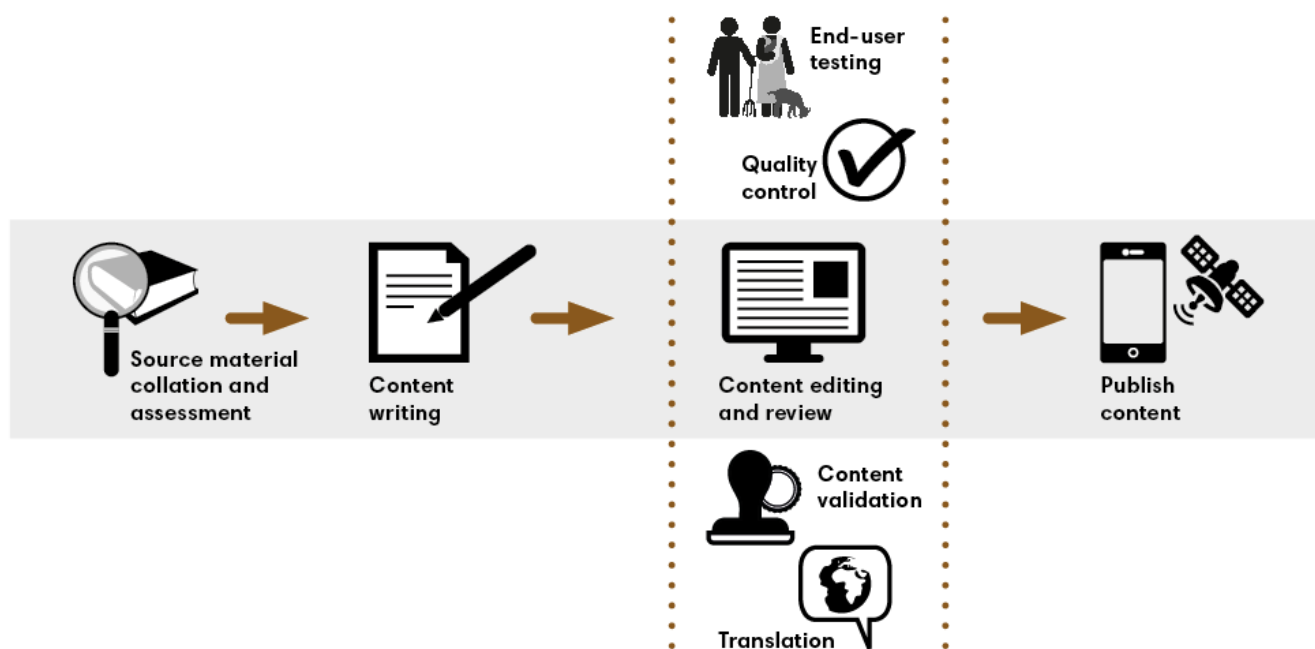 End-user
testing
Quality
control
Source material
collation and
assessment
Content
writing
Content editing
and review
Publish
content
Content
validation
Translation